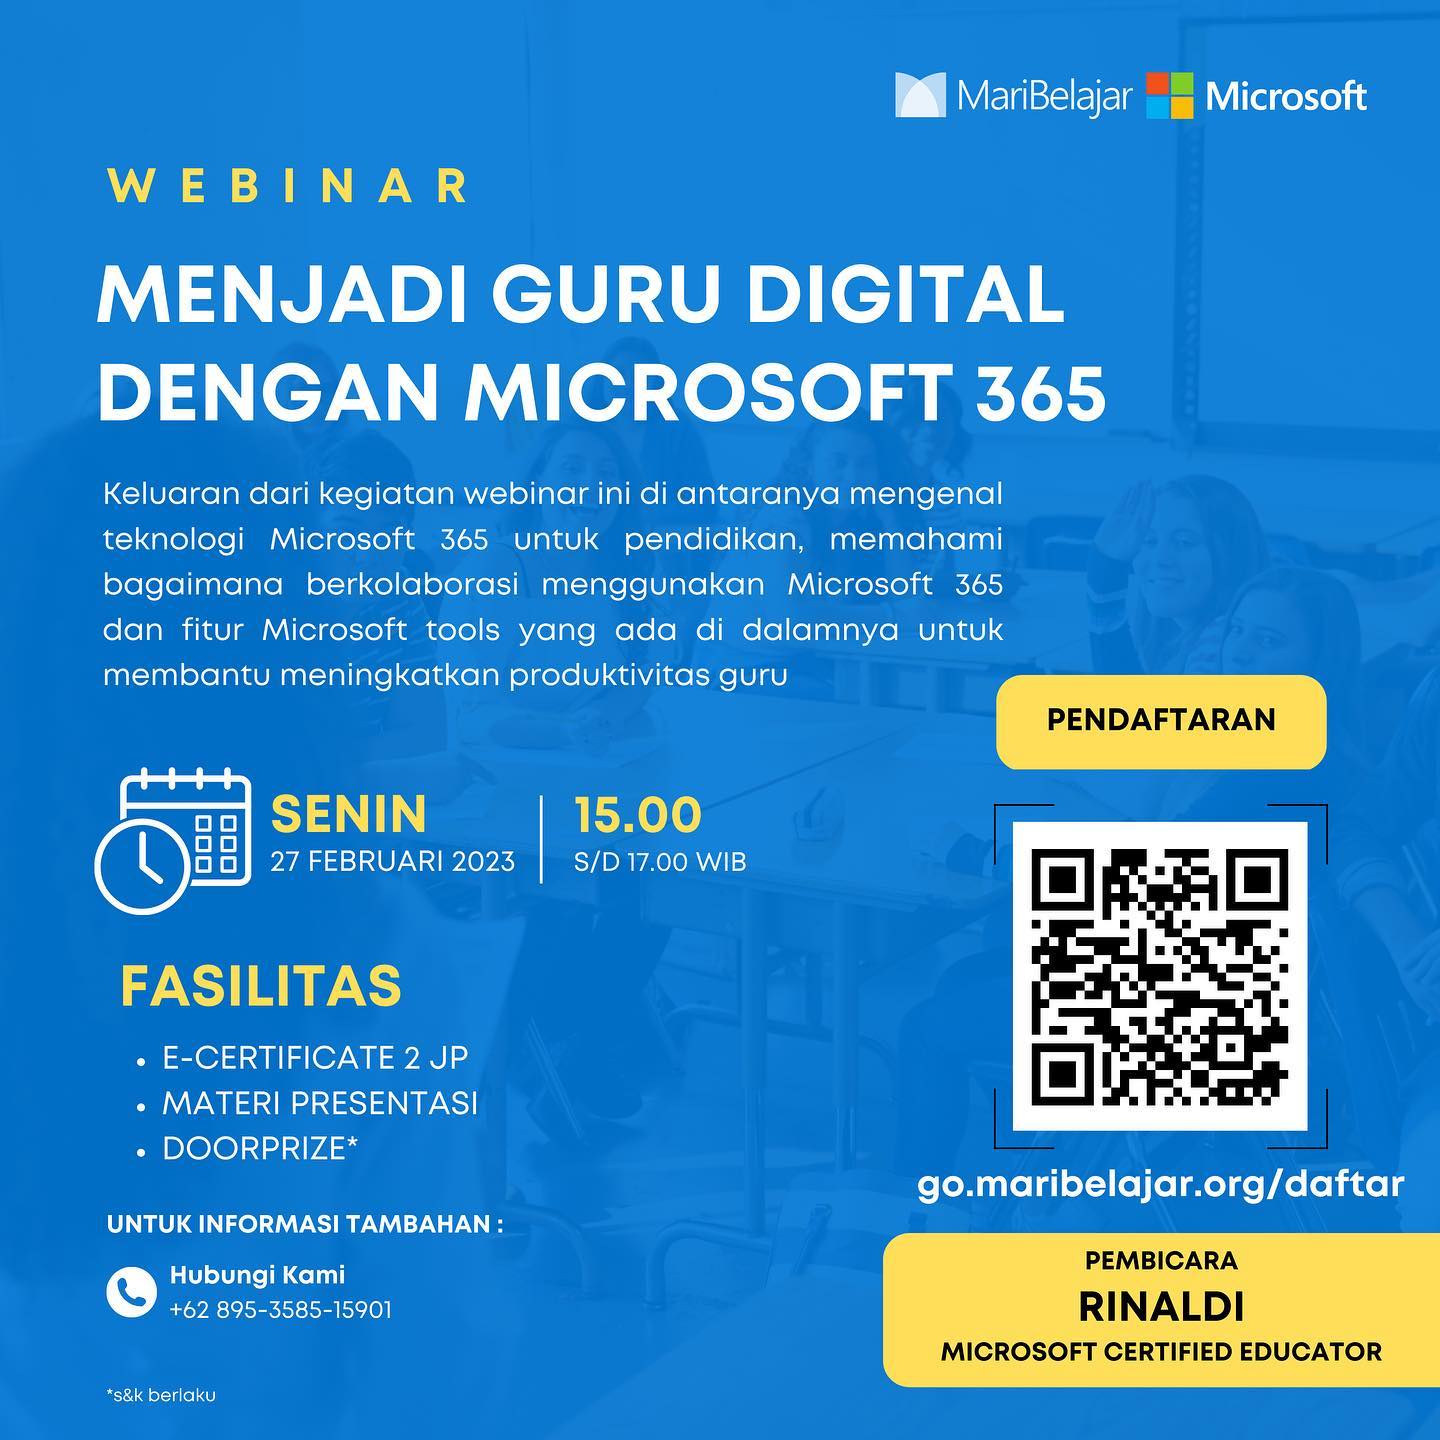 MariBelajar Microsoft
WEBINAR
MENJADI GURU DIGITAL
DENGAN MICROSOFT 365
Keluaran dari kegiatan webinar ini di antaranya mengenal
teknologi Microsoft 365 untuk pendidikan, memahami
bagaimana berkolaborasi menggunakan Microsoft 365
dan fitur Microsoft tools yang ada di dalamnya untuk
membantu meningkatkan produktivitas guru
SENIN
27 FEBRUARI 2023
15.00
S/D 17.00 WIB
FASILITAS
• E-CERTIFICATE 2 JP
• MATERI PRESENTASI
• DOORPRIZE*
UNTUK INFORMASI TAMBAHAN :
Hubungi Kami
+62 895-3585-15901
*s&k berlaku
PENDAFTARAN
go.maribelajar.org/daftar
PEMBICARA
RINALDI
MICROSOFT CERTIFIED EDUCATOR